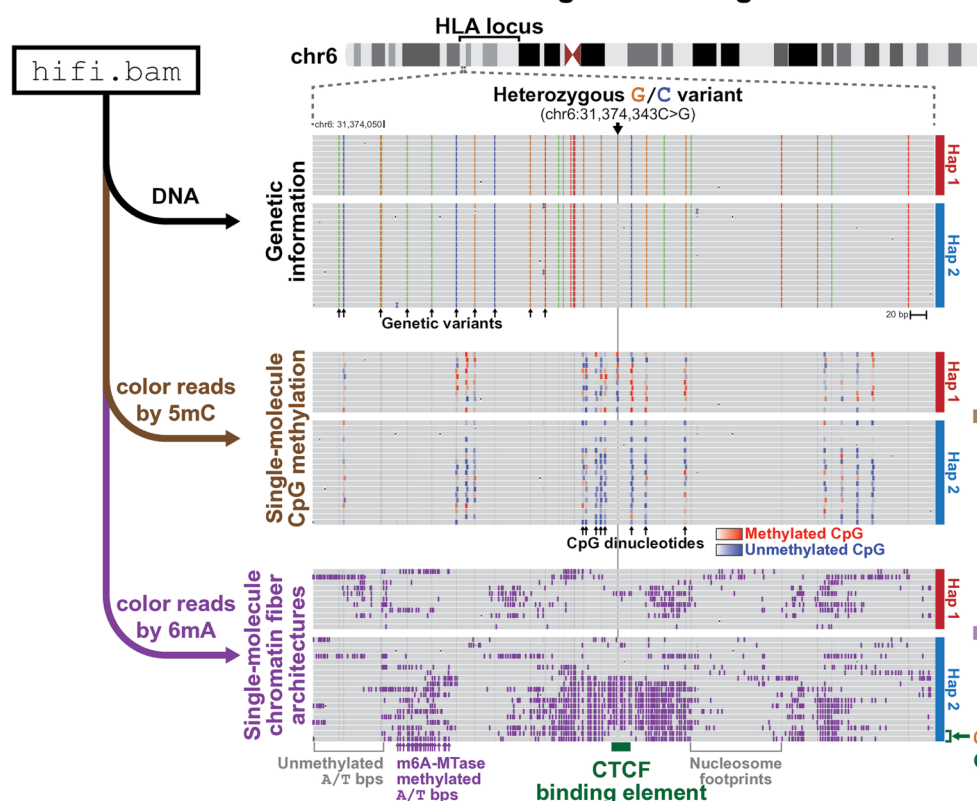 HLA locus
chr6
hifi.bam
Heterozygous G/C variant
(chr6:31,374,343C>G)
chr6: 31,374,050
DNA
Genetic
information
Hap 1
Hap 2
20 bp
Genetic variants
color reads
by 5mC
Single-molecule
CpG methylation
Hap 1
Hap 2
CpG dinucleotides
Methylated CpG
Unmethylated CpG
color reads
by 6mA
Single-molecule
chromatin fiber
architectures
Hap 1
Hap 2
Unmethylated
A/T bps
m6A-MTase
methylated
A/T bps
CTCF
binding element
Nucleosome
footprints